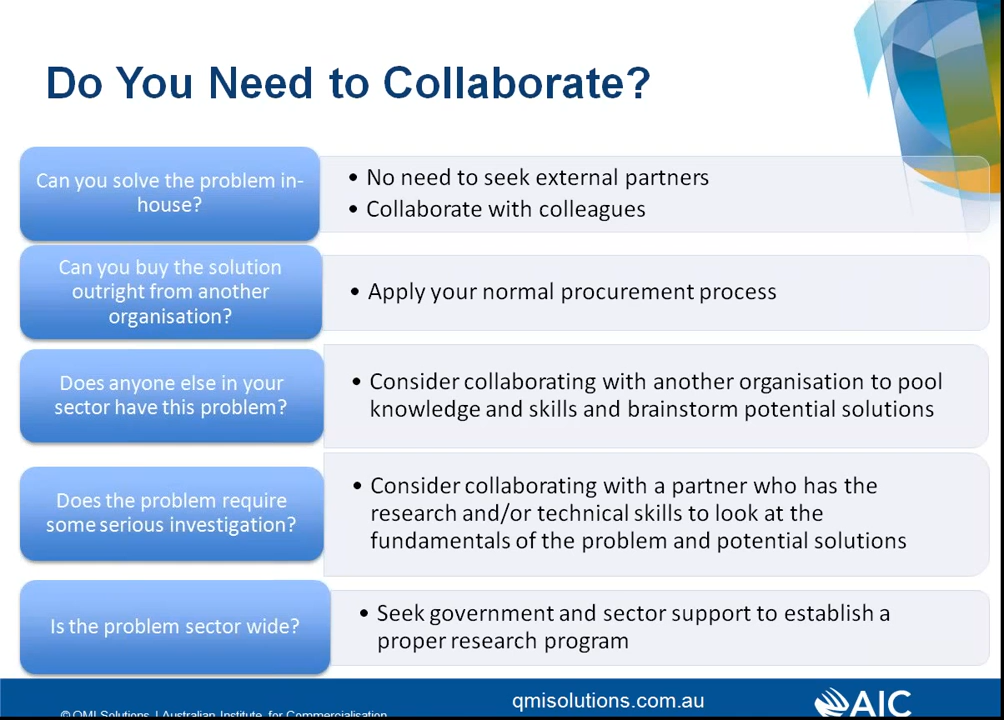 Do You Need to Collaborate?
Can you solve the problem in-
house?
• No need to seek external partners
• Collaborate with colleagues
Can you buy the solution
outright from another
organisation?
• Apply your normal procurement process
Does anyone else in your
sector have this problem?
• Consider collaborating with another organisation to pool
knowledge and skills and brainstorm potential solutions
Does the problem require
some serious investigation?
• Consider collaborating with a partner who has the
research and/or technical skills to look at the
fundamentals of the problem and potential solutions
Is the problem sector wide?
• Seek government and sector support to establish a
proper research program
© QMI Solutions | Australian Institute for Commercialisation
qmisolutions.com.au
AIC